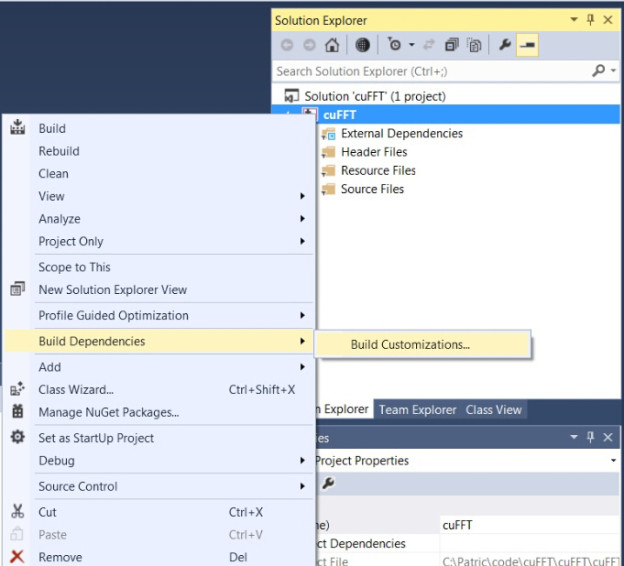 Solution Explorer
Search Solution Explorer (Ctrl+;)
Solution 'cuFFT' (1 project)
cuFFT
External Dependencies
Header Files
Resource Files
Source Files
Build
Rebuild
Clean
View
Analyze
Project Only
Scope to This
New Solution Explorer View
Profile Guided Optimization
Build Dependencies
Build Customizations...
Add
Class Wizard... Ctrl+Shift+X
Manage NuGet Packages...
Set as StartUp Project
Debug
Source Control
Cut Ctrl+X
Paste Ctrl+V
Remove Del
n Explorer Team Explorer Class View
ies
Project Properties
e) cuFFT
ct Dependencies
ct File C:\Patric\code\cuFFT\cuFFT\cuFF